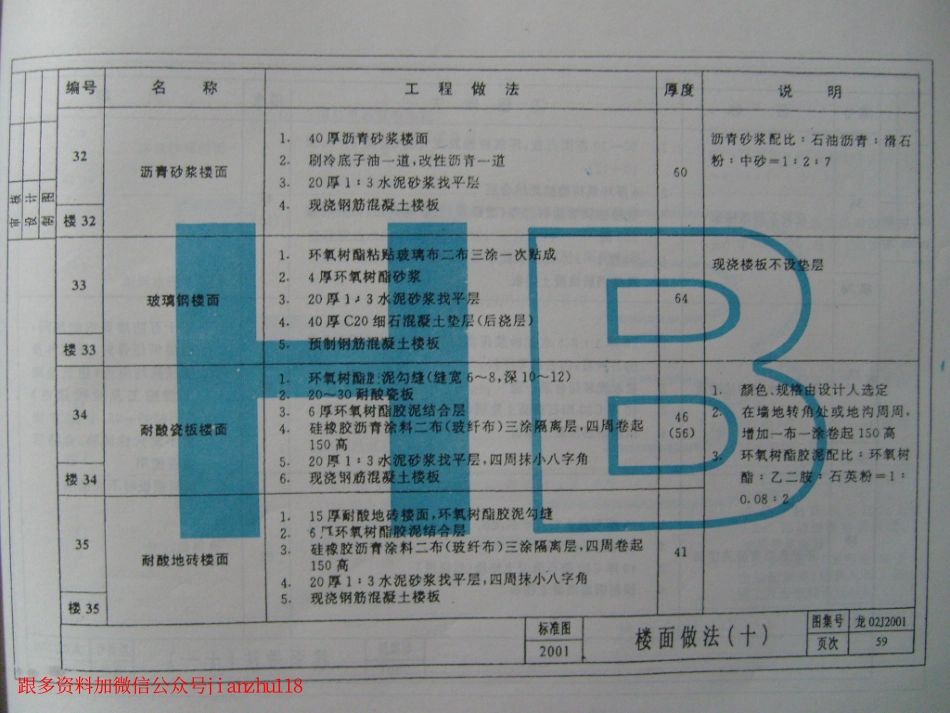 编号 名称 工程做法 厚度 说明
32
楼 32
沥青砂浆楼面
1. 40厚沥青砂浆楼面
2. 刷冷底子油一道,改性沥青一道
3. 20厚1:3水泥砂浆找平层
4. 现浇钢筋混凝土楼板
60
沥青砂浆配比:石油沥青:滑石
粉:中砂=1:2:7
33
楼 33
玻璃钢楼面
1. 环氧树酯粘贴玻璃布二布三涂一次贴成
2. 4厚环氧树酯砂浆
3. 20厚1:3水泥砂浆找平层
4. 40厚C20细石混凝土垫层(后浇层)
5. 预制钢筋混凝土楼板
64
现浇楼板不设垫层
34
楼 34
耐酸瓷板楼面
1. 环氧树酯胶泥勾缝(缝宽6~8,深10~12)
2. 20~30耐酸瓷板
3. 6厚环氧树酯胶泥结合层
4. 硅橡胶沥青涂料二布(玻纤布)三涂隔离层,四周卷起
150高
5. 20厚1:3水泥砂浆找平层,四周抹小八字角
6. 现浇钢筋混凝土楼板
46
(56)
1. 颜色、规格由设计人选定
2. 在墙地转角处或地沟周周,
增加一布一涂卷起150高
3. 环氧树酯胶泥配比:环氧树
酯:乙二胺:石英粉=1:
0.08:2
35
楼 35
耐酸地砖楼面
1. 15厚耐酸地砖楼面,环氧树酯胶泥勾缝
2. 6厚环氧树酯胶泥结合层
3. 硅橡胶沥青涂料二布(玻纤布)三涂隔离层,四周卷起
150高
4. 20厚1:3水泥砂浆找平层,四周抹小八字角
5. 现浇钢筋混凝土楼板
41
审核
设计
制图
标准图
2001
楼面做法(十)
图集号 龙02J2001
页次 59
HB
跟多资料加微信公众号jianzhu118